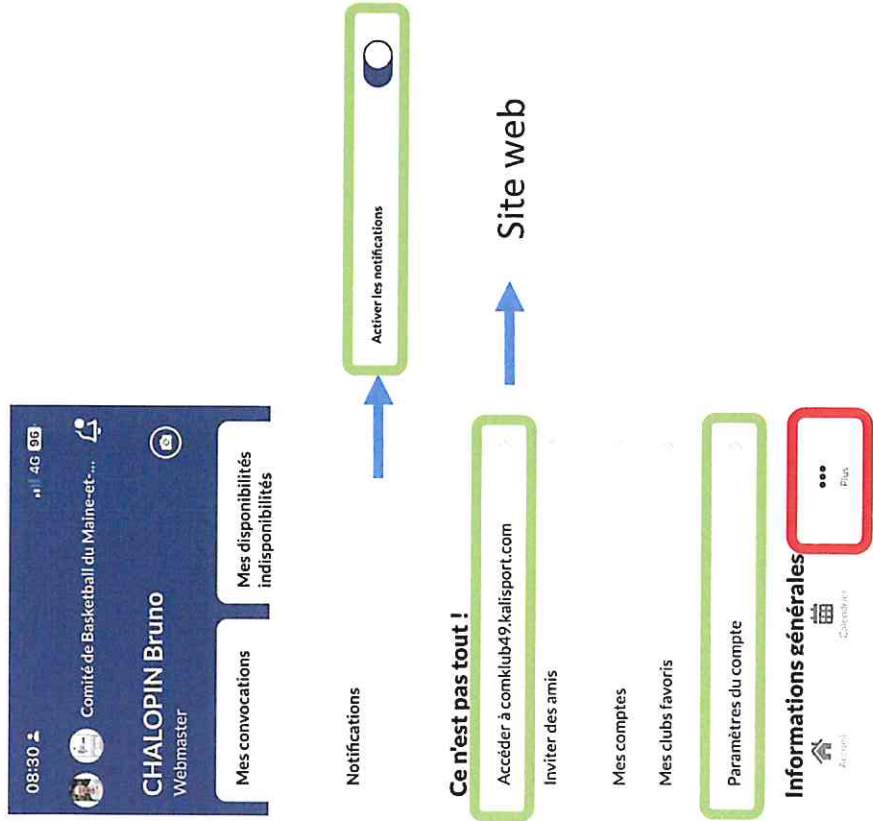 08:30
4G 96
Comité de Basketball du Maine-et-...
CHALOPIN Bruno
Webmaster
Mes convocations
Mes disponibilités
indisponibilités
Notifications
Activer les notifications
Ce n'est pas tout !
Accéder à comklub49.kalisport.com
Site web
Inviter des amis
Mes comptes
Mes clubs favoris
Paramètres du compte
Informations générales
Accueil
Calendrier
Plus